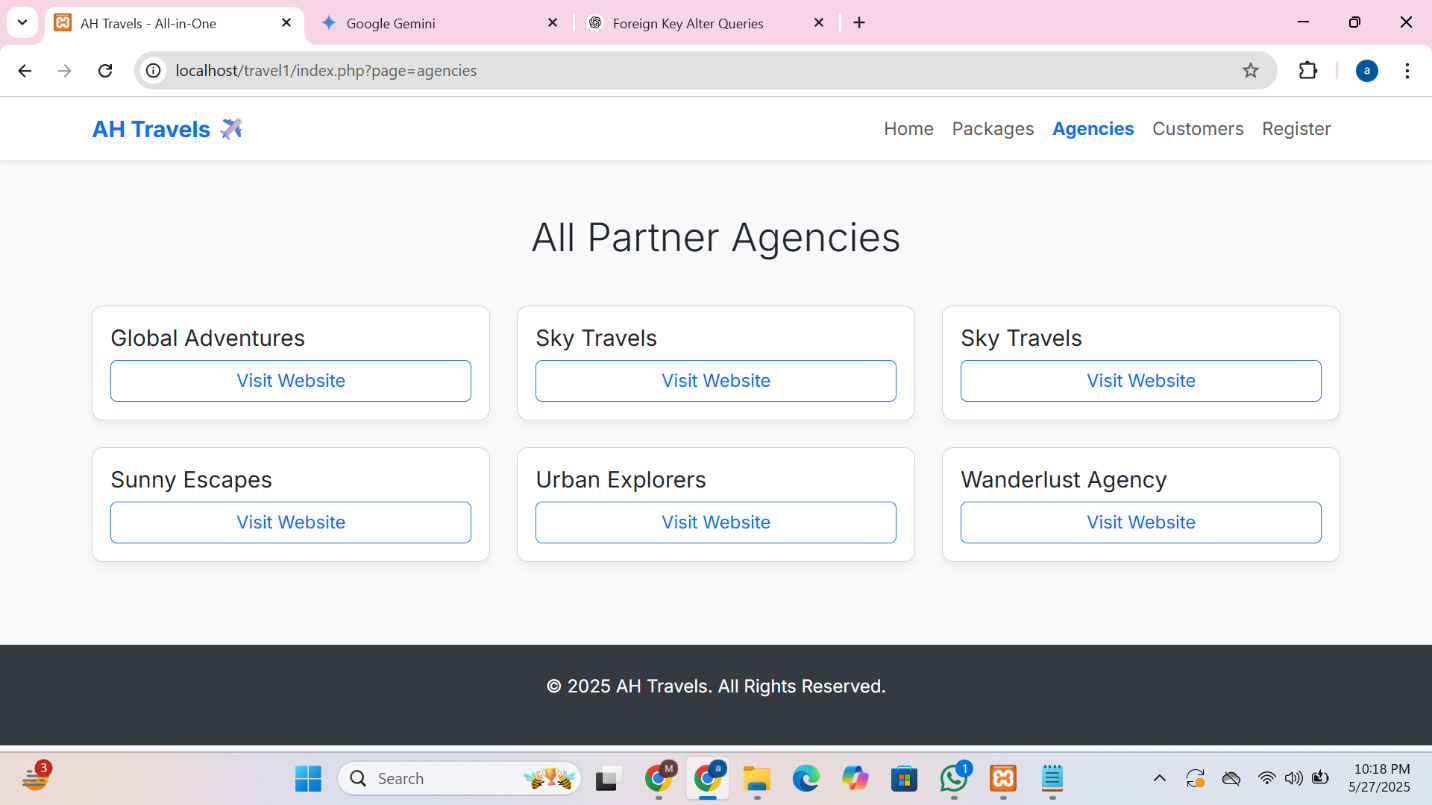 AH Travels - All-in-One
Google Gemini
Foreign Key Alter Queries
localhost/travel1/index.php?page=agencies
a
AH Travels
Home Packages Agencies Customers Register
All Partner Agencies
Global Adventures
Visit Website
Sky Travels
Visit Website
Sky Travels
Visit Website
Sunny Escapes
Visit Website
Urban Explorers
Visit Website
Wanderlust Agency
Visit Website
© 2025 AH Travels. All Rights Reserved.
3
Search
M
a
1
10:18 PM
5/27/2025